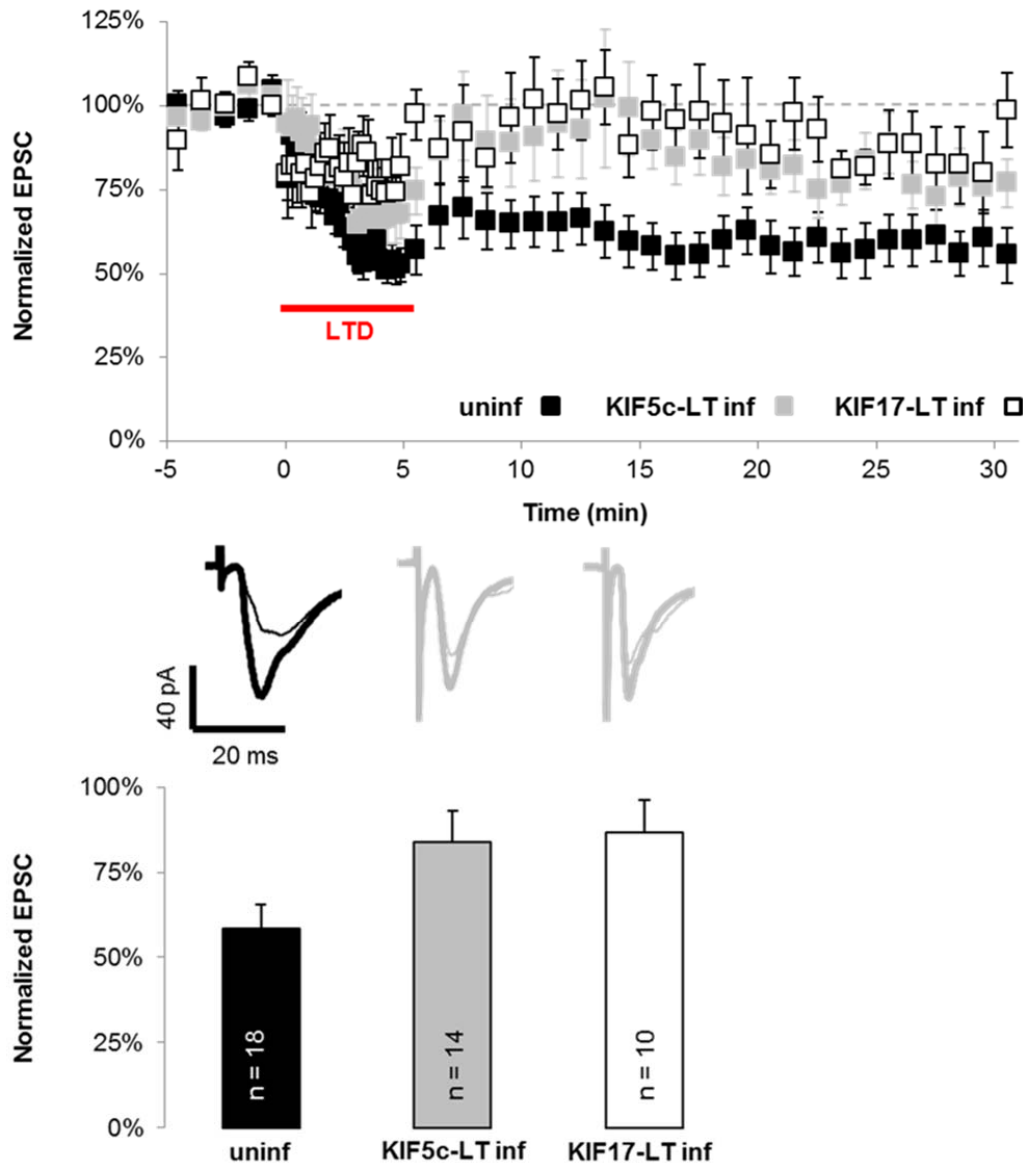 Normalized EPSC
125%
100%
75%
50%
25%
0%
LTD
uninf KIF5c-LT inf KIF17-LT inf
-5 0 5 10 15 20 25 30
Time (min)
40 pA
20 ms
Normalized EPSC
100%
75%
50%
25%
0%
n = 18
n = 14
n = 10
uninf KIF5c-LT inf KIF17-LT inf